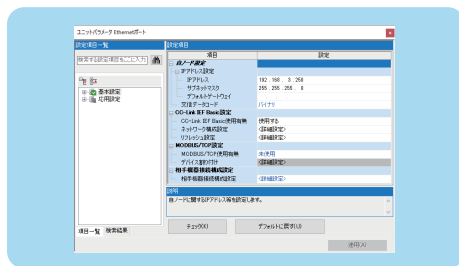 ユニットパラメータ Ethernetポート
設定項目一覧
設定項目
検索する設定項目をここに入力
項目
設定
基本設定
応用設定
自ノード設定
IPアドレス設定
IPアドレス
192 . 168 . 3 . 250
サブネットマスク
255 . 255 . 255 . 0
デフォルトゲートウェイ
交信データコード
バイナリ
CC-Link IEF Basic設定
CC-Link IEF Basic使用有無
使用する
ネットワーク構成設定
<詳細設定>
リフレッシュ設定
<詳細設定>
MODBUS/TCP設定
MODBUS/TCP使用有無
未使用
デバイス割り付け
<詳細設定>
相手機器接続構成設定
相手機器接続構成設定
<詳細設定>
説明
自ノードに関するIPアドレス等を設定します。
項目一覧
検索結果
チェック(K)
デフォルトに戻す(U)
適用(A)